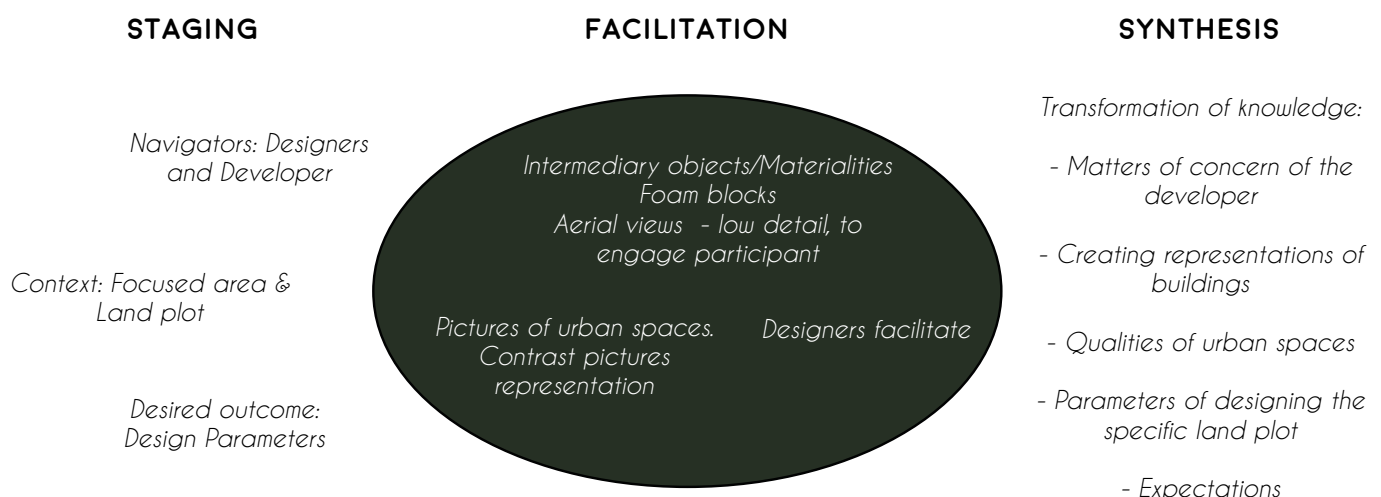 STAGING
FACILITATION
SYNTHESIS
Navigators: Designers
and Developer
Context: Focused area &
Land plot
Desired outcome:
Design Parameters
Intermediary objects/Materialities
Foam blocks
Aerial views - low detail, to
engage participant
Pictures of urban spaces.
Contrast pictures
representation
Designers facilitate
Transformation of knowledge:
- Matters of concern of the
developer
- Creating representations of
buildings
- Qualities of urban spaces
- Parameters of designing the
specific land plot
- Expectations